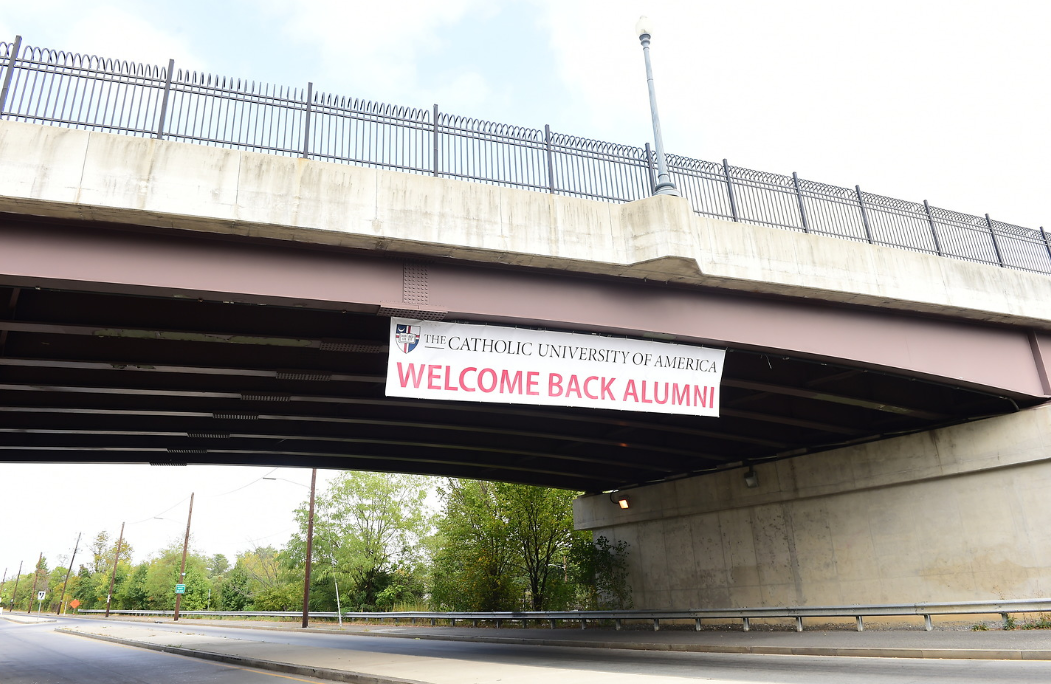 THE CATHOLIC UNIVERSITY OF AMERICA
WELCOME BACK ALUMNI